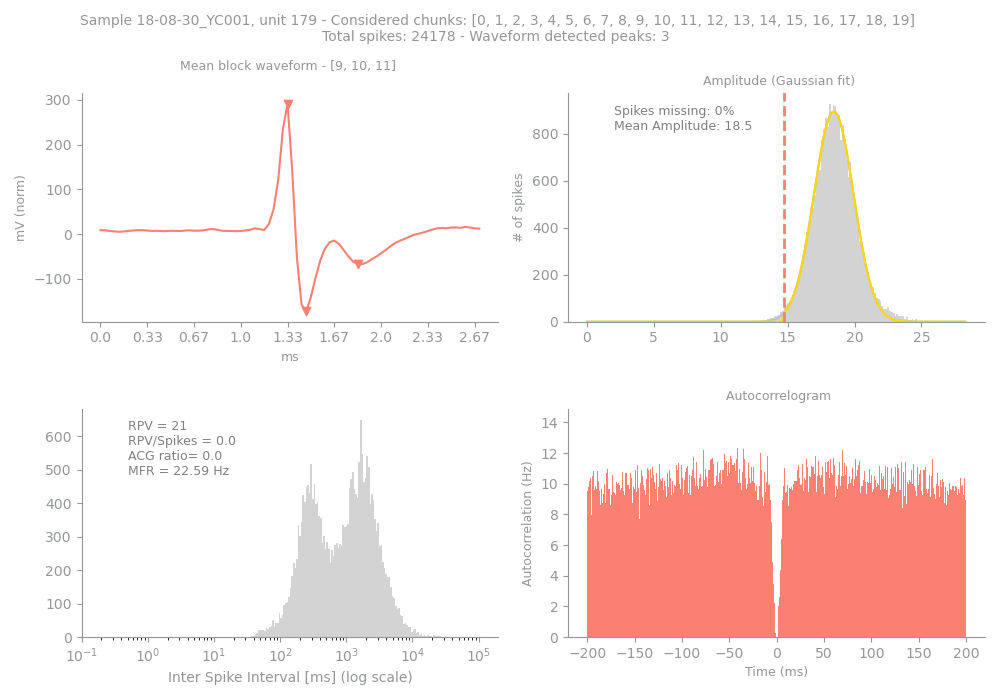 Sample 18-08-30_YC001, unit 179 - Considered chunks: [0, 1, 2, 3, 4, 5, 6, 7, 8, 9, 10, 11, 12, 13, 14, 15, 16, 17, 18, 19]
Total spikes: 24178 - Waveform detected peaks: 3
Mean block waveform - [9, 10, 11]
300
200
100
0
−100
mV (norm)
0.0 0.33 0.67 1.0 1.33 1.67 2.0 2.33 2.67
ms
Amplitude (Gaussian fit)
Spikes missing: 0%
Mean Amplitude: 18.5
800
600
400
200
0
# of spikes
0 5 10 15 20 25
RPV = 21
RPV/Spikes = 0.0
ACG ratio= 0.0
MFR = 22.59 Hz
600
500
400
300
200
100
0
10⁻¹ 10⁰ 10¹ 10² 10³ 10⁴ 10⁵
Inter Spike Interval [ms] (log scale)
Autocorrelogram
14
12
10
8
6
4
2
0
Autocorrelation (Hz)
−200 −150 −100 −50 0 50 100 150 200
Time (ms)